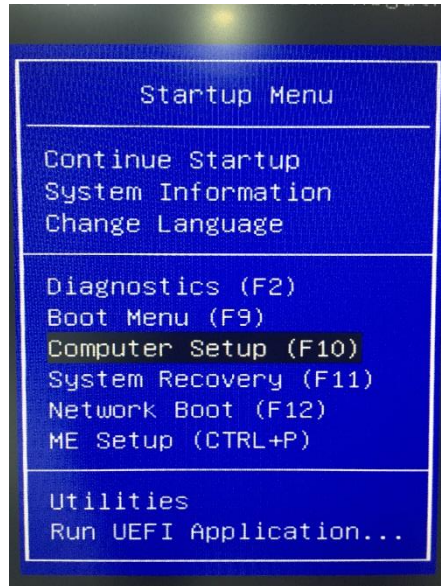 Startup Menu
Continue Startup
System Information
Change Language
Diagnostics (F2)
Boot Menu (F9)
Computer Setup (F10)
System Recovery (F11)
Network Boot (F12)
ME Setup (CTRL+P)
Utilities
Run UEFI Application...